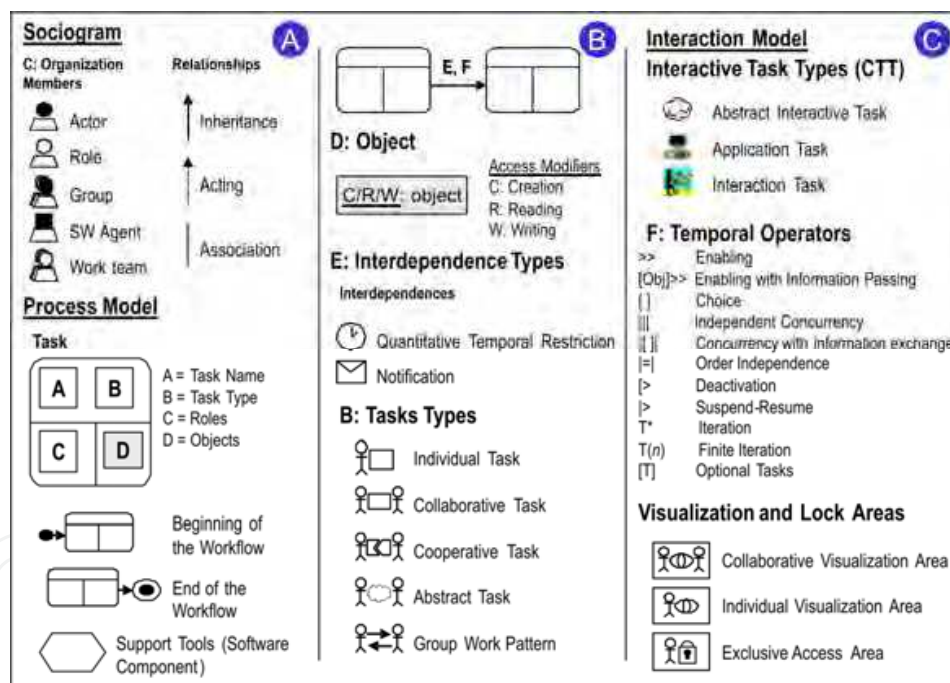 Sociogram
A
C: Organization
Members
Relationships
Actor
Role
Group
SW Agent
Work team
Inheritance
Acting
Association
Process Model
Task
A
B
C
D
A = Task Name
B = Task Type
C = Roles
D = Objects
Beginning of
the Workflow
End of the
Workflow
Support Tools (Software
Component)
B
E, F
D: Object
C/R/W: object
Access Modifiers
C: Creation
R: Reading
W: Writing
E: Interdependence Types
Interdependences
Quantitative Temporal Restriction
Notification
B: Tasks Types
Individual Task
Collaborative Task
Cooperative Task
Abstract Task
Group Work Pattern
C
Interaction Model
Interactive Task Types (CTT)
Abstract Interactive Task
Application Task
Interaction Task
F: Temporal Operators
>> Enabling
[Obj]>> Enabling with Information Passing
[ ] Choice
||| Independent Concurrency
|[ ]| Concurrency with information exchange
|=| Order Independence
[> Deactivation
|> Suspend-Resume
T* Iteration
T(n) Finite Iteration
[T] Optional Tasks
Visualization and Lock Areas
Collaborative Visualization Area
Individual Visualization Area
Exclusive Access Area